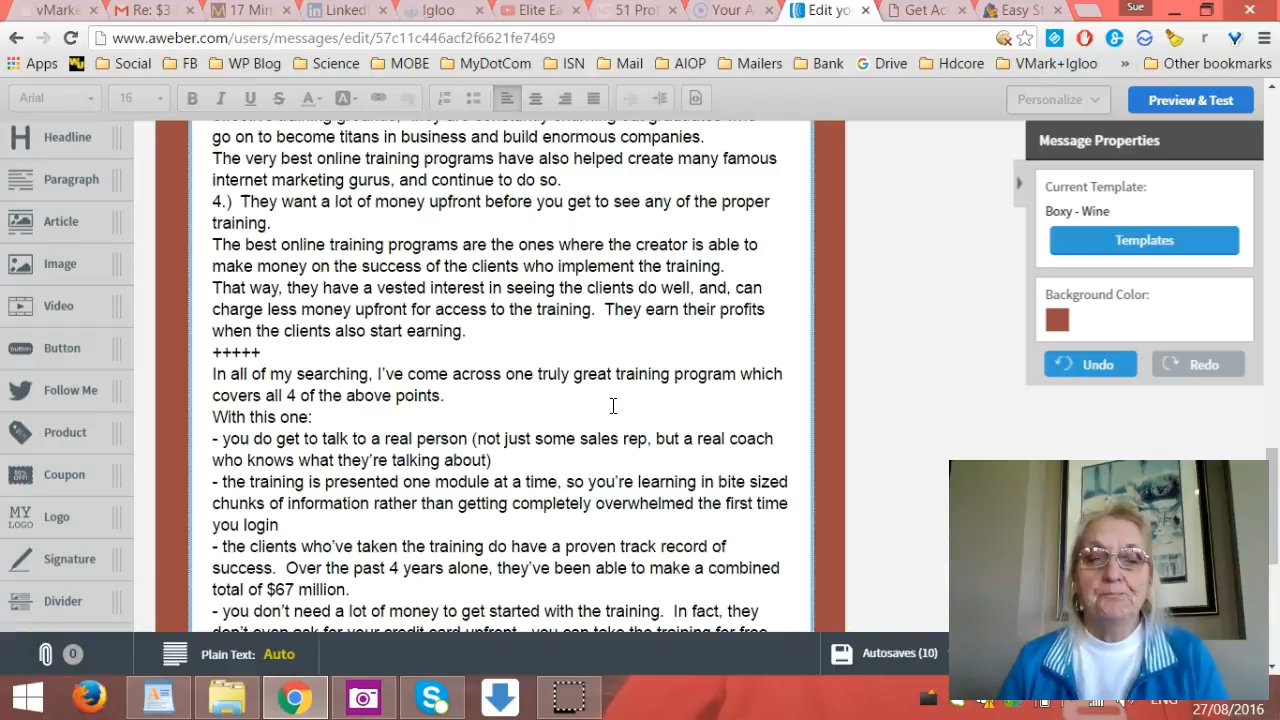 vMarke
Re: $3
17 Min
LinkedI
Igloo
Elite Ea
51 Prof
Your A
Edit yo
Get Ac
Easy St
Sue
www.aweber.com/users/messages/edit/57c11c446acf2f6621fe7469
Apps
Social
FB
WP Blog
Science
MOBE
MyDotCom
ISN
Mail
AIOP
Mailers
Bank
Drive
Hdcore
VMark+Igloo
»
Other bookmarks
Arial
16
B I U S A A
Personalize
Preview & Test
Headline
Paragraph
Article
Image
Video
Button
Follow Me
Product
Coupon
MY LOGO
Logo
Signature
Divider
go on to become titans in business and build enormous companies.
The very best online training programs have also helped create many famous
internet marketing gurus, and continue to do so.
4.)  They want a lot of money upfront before you get to see any of the proper
training.
The best online training programs are the ones where the creator is able to
make money on the success of the clients who implement the training.
That way, they have a vested interest in seeing the clients do well, and, can
charge less money upfront for access to the training.  They earn their profits
when the clients also start earning.
+++++
In all of my searching, I’ve come across one truly great training program which
covers all 4 of the above points.
With this one:
- you do get to talk to a real person (not just some sales rep, but a real coach
who knows what they’re talking about)
- the training is presented one module at a time, so you’re learning in bite sized
chunks of information rather than getting completely overwhelmed the first time
you login
- the clients who’ve taken the training do have a proven track record of
success.  Over the past 4 years alone, they’ve been able to make a combined
total of $67 million.
- you don’t need a lot of money to get started with the training.  In fact, they
Message Properties
Current Template:
Boxy - Wine
Templates
Background Color:
Undo
Redo
0
Plain Text: Auto
Autosaves (10)
ENG
27/08/2016